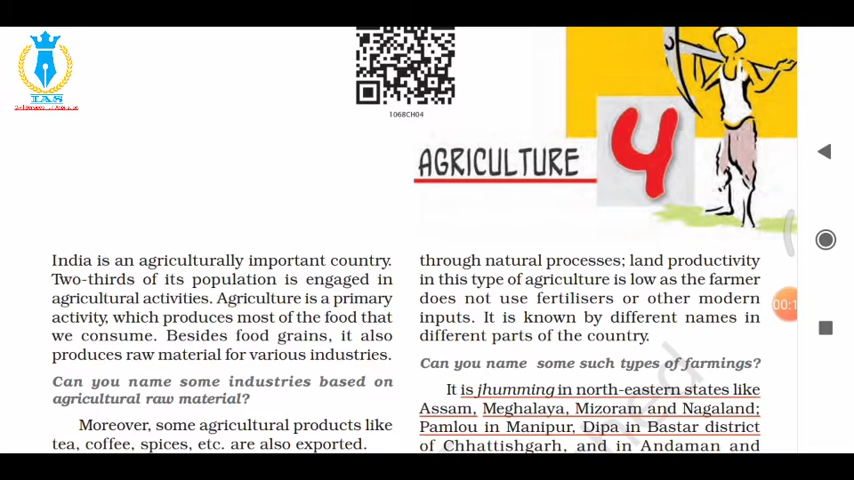 IAS
1068CH04
AGRICULTURE
4
India is an agriculturally important country.
Two-thirds of its population is engaged in
agricultural activities. Agriculture is a primary
activity, which produces most of the food that
we consume. Besides food grains, it also
produces raw material for various industries.
Can you name some industries based on
agricultural raw material?
Moreover, some agricultural products like
tea, coffee, spices, etc. are also exported.
through natural processes; land productivity
in this type of agriculture is low as the farmer
does not use fertilisers or other modern
inputs. It is known by different names in
different parts of the country.
Can you name some such types of farmings?
It is jhumming in north-eastern states like
Assam, Meghalaya, Mizoram and Nagaland;
Pamlou in Manipur, Dipa in Bastar district
of Chhattishgarh, and in Andaman and
00:1